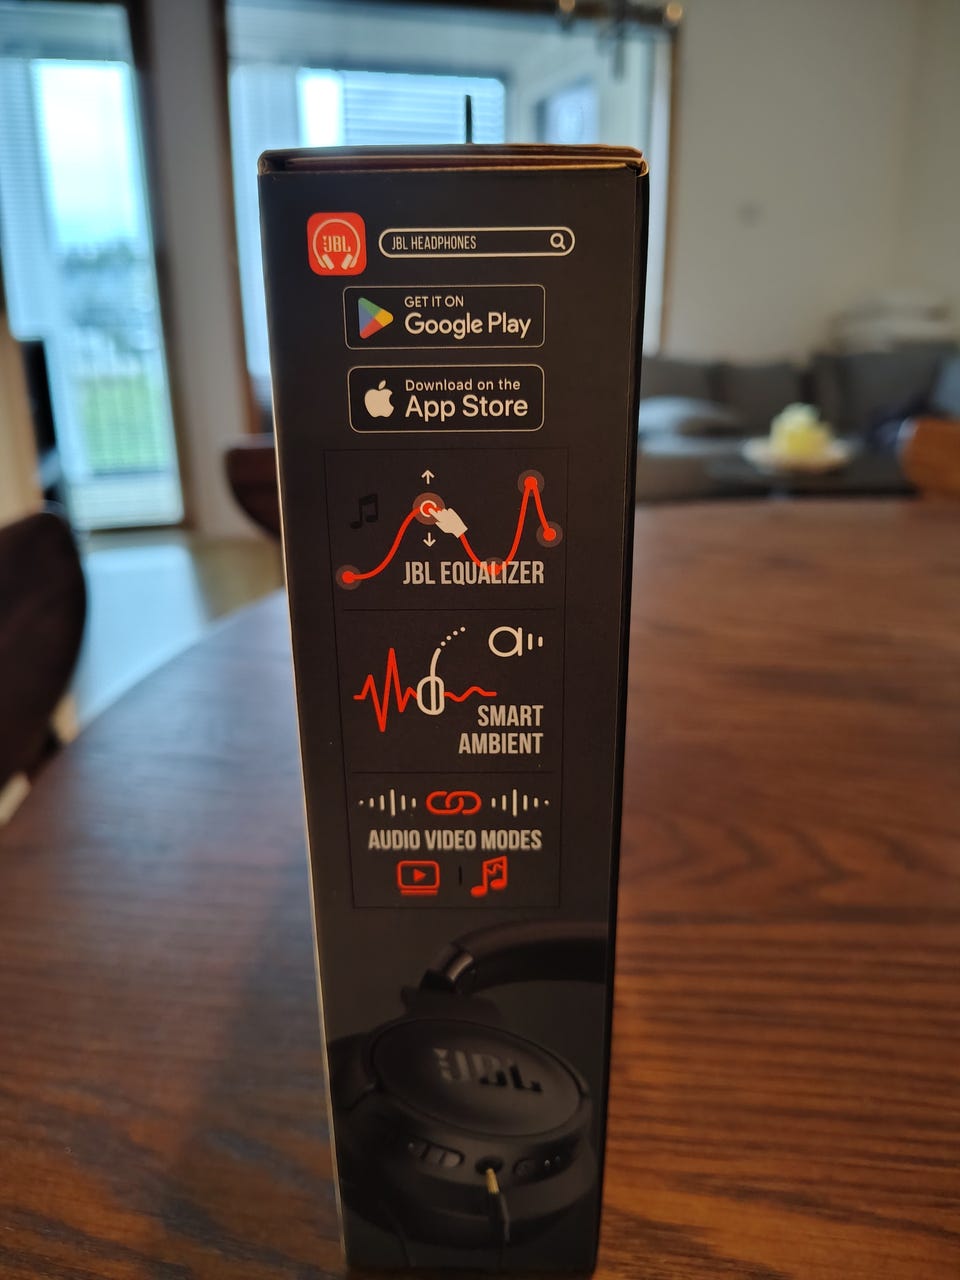 JBL
JBL HEADPHONES
GET IT ON
Google Play
Download on the
App Store
JBL EQUALIZER
SMART
AMBIENT
AUDIO VIDEO MODES
JBL